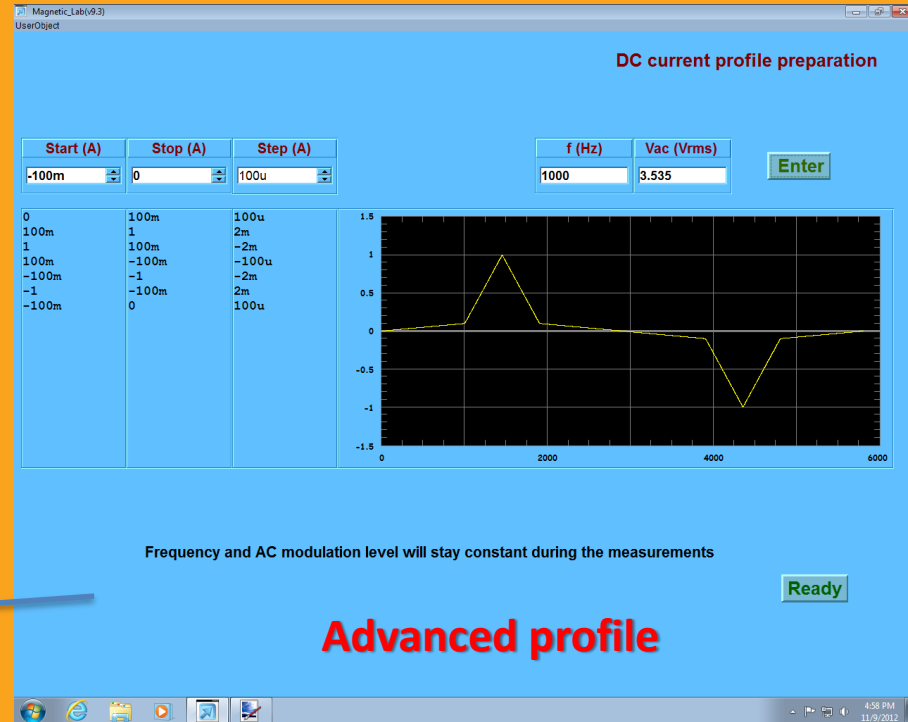 Magnetic_Lab(v9.3)
UserObject
DC current profile preparation
Start (A) Stop (A) Step (A) f (Hz) Vac (Vrms)
-100m 0 100u 1000 3.535 Enter
0 100m 100u
100m 1 2m
1 100m -2m
100m -100m -100u
-100m -1 -2m
-1 -100m 2m
-100m 0 100u
1.5
1
0.5
0
-0.5
-1
-1.5
0 2000 4000 6000
Frequency and AC modulation level will stay constant during the measurements
Ready
Advanced profile
4:58 PM
11/9/2012